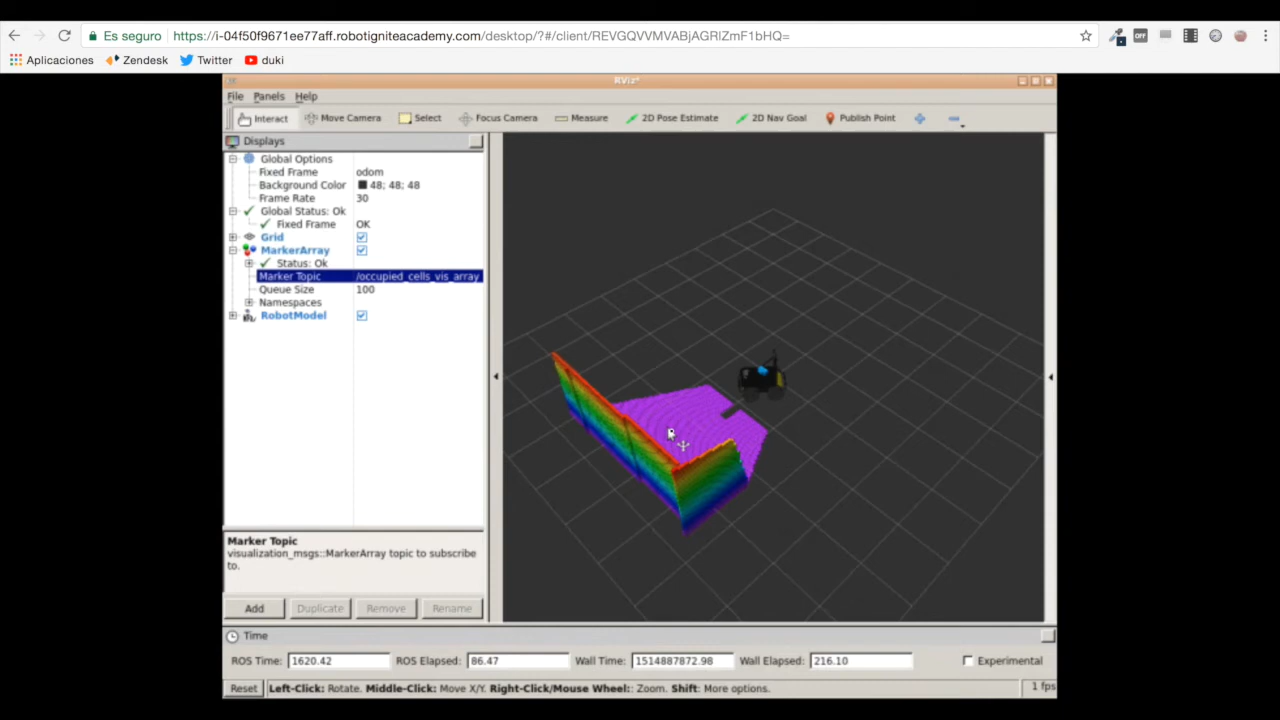 Es seguro https://i-04f50f9671ee77aff.robotigniteacademy.com/desktop/?#/client/REVGQVVMVABjAGRlZmF1bHQ= OFF
Aplicaciones Zendesk Twitter duki
RViz*
File Panels Help
Interact Move Camera Select Focus Camera Measure 2D Pose Estimate 2D Nav Goal Publish Point
Displays
Global Options
Fixed Frame odom
Background Color 48; 48; 48
Frame Rate 30
Global Status: Ok
Fixed Frame OK
Grid
MarkerArray
Status: Ok
Marker Topic /occupied_cells_vis_array
Queue Size 100
Namespaces
RobotModel
Marker Topic
visualization_msgs::MarkerArray topic to subscribe
to.
Add Duplicate Remove Rename
Time
ROS Time: 1620.42 ROS Elapsed: 86.47 Wall Time: 1514887872.98 Wall Elapsed: 216.10 Experimental
Reset Left-Click: Rotate. Middle-Click: Move X/Y. Right-Click/Mouse Wheel:: Zoom. Shift: More options. 1 fps